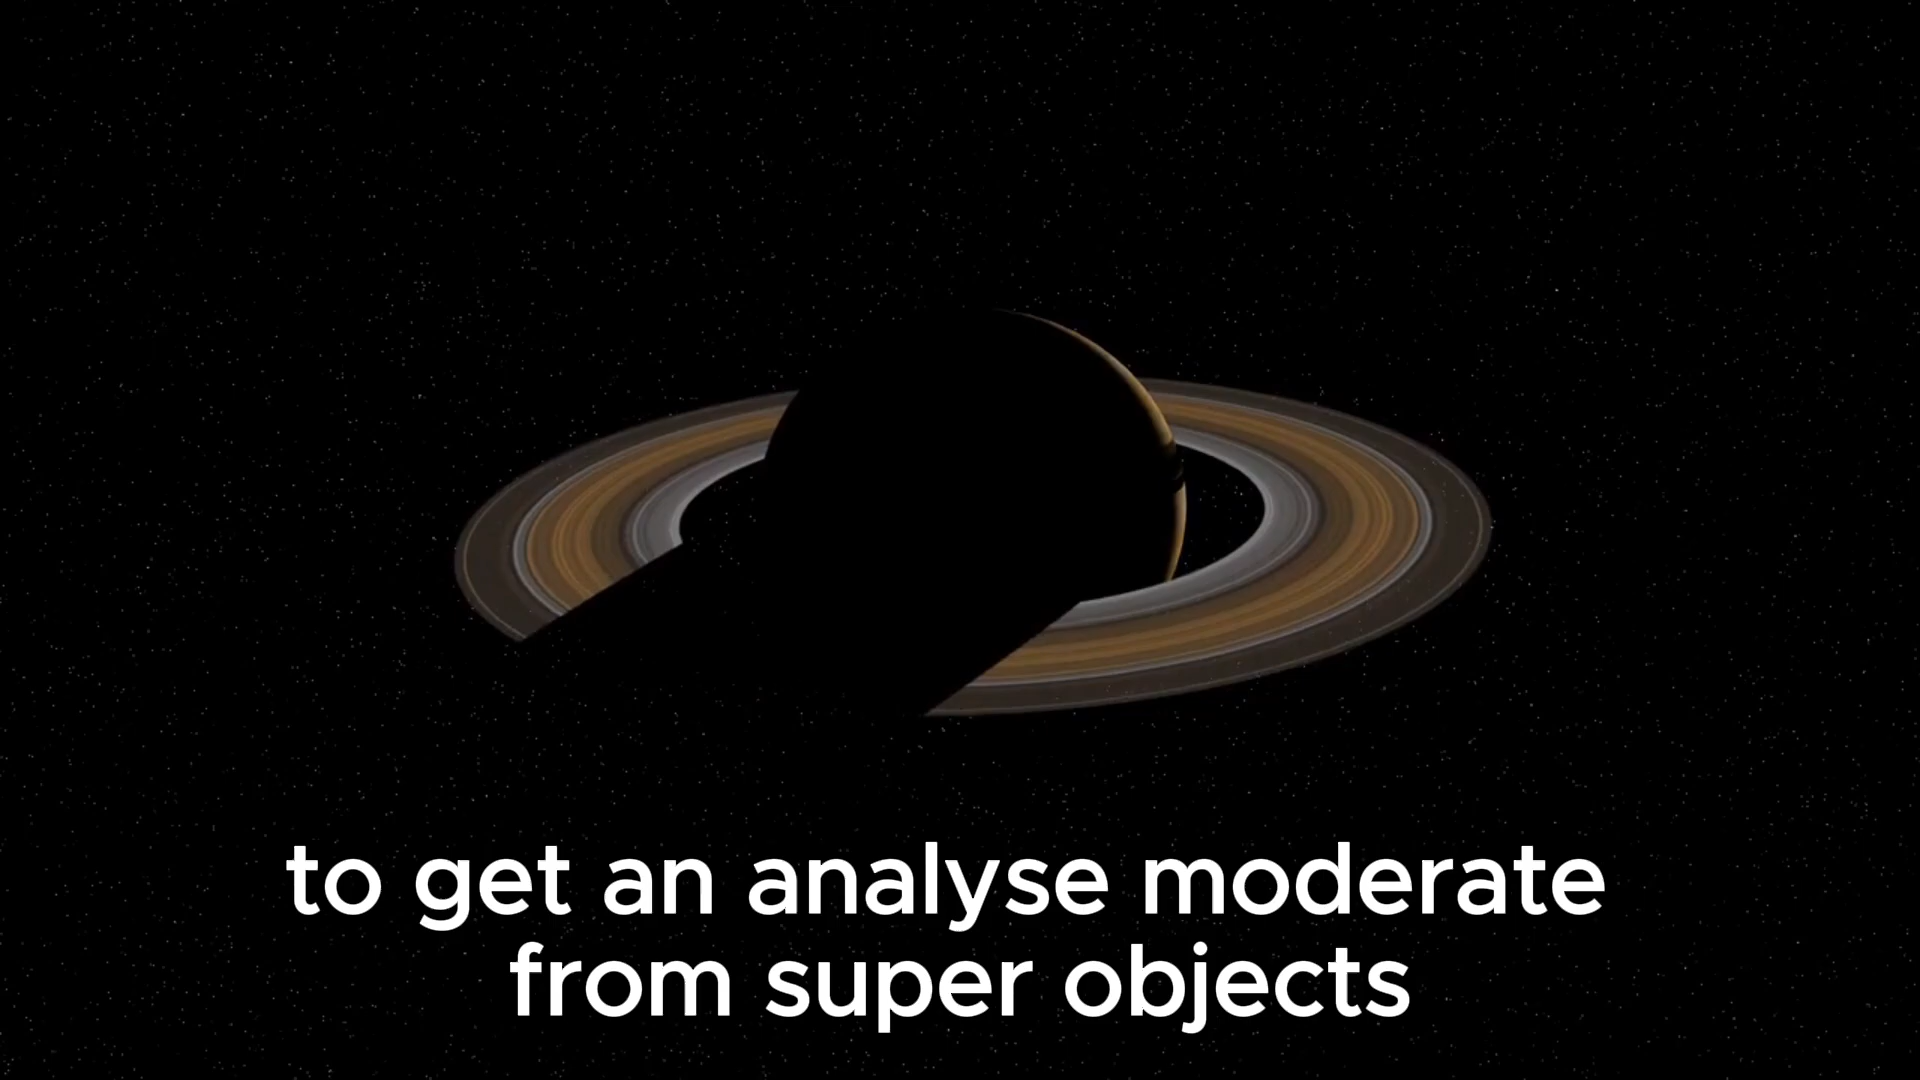 to get an analyse moderate
from super objects